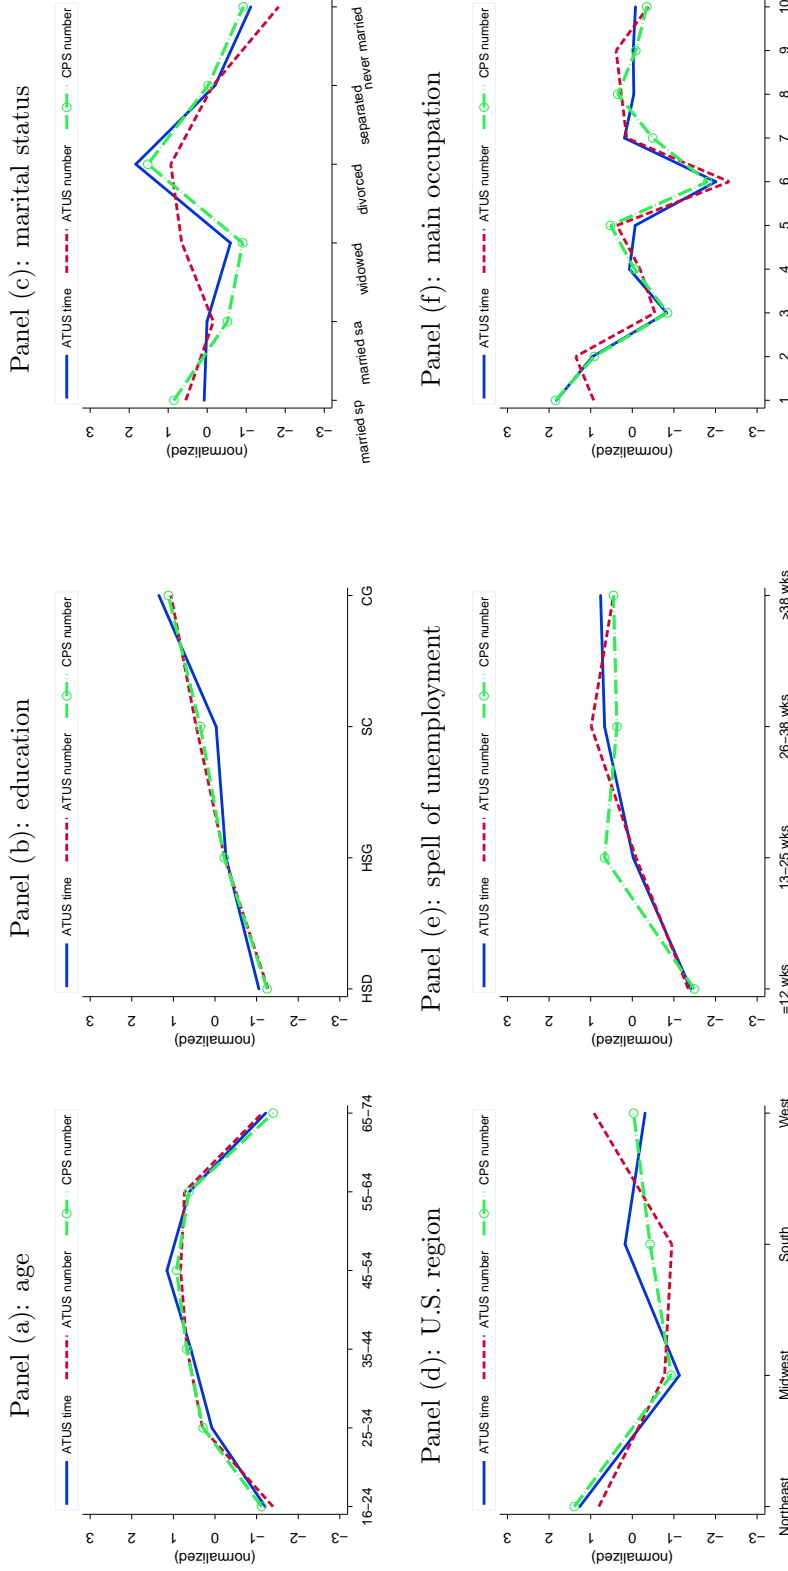 Panel (a): age
ATUS time ATUS number CPS number
(normalized)
3
2
1
0
−1
−2
−3
16−24 25−34 35−44 45−54 55−64 65−74
Panel (b): education
ATUS time ATUS number CPS number
(normalized)
3
2
1
0
−1
−2
−3
HSD HSG SC CG
Panel (c): marital status
ATUS time ATUS number CPS number
(normalized)
3
2
1
0
−1
−2
−3
married sp married sa widowed divorced separated never married
Panel (d): U.S. region
ATUS time ATUS number CPS number
(normalized)
3
2
1
0
−1
−2
−3
Northeast Midwest South West
Panel (e): spell of unemployment
ATUS time ATUS number CPS number
(normalized)
3
2
1
0
−1
−2
−3
=12 wks 13−25 wks 26−38 wks >38 wks
Panel (f): main occupation
ATUS time ATUS number CPS number
(normalized)
3
2
1
0
−1
−2
−3
1 2 3 4 5 6 7 8 9 10